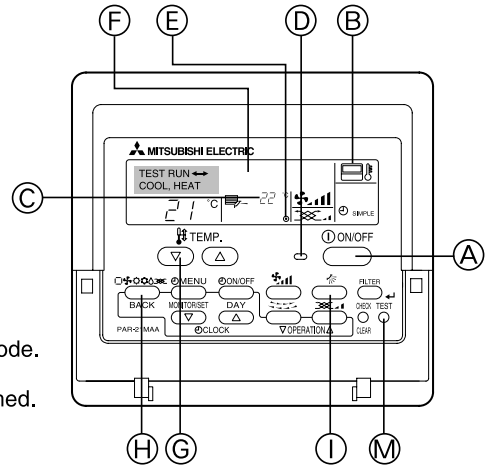 F E D B
MITSUBISHI ELECTRIC
TEST RUN
COOL, HEAT
C
22 °C
21 °C
SIMPLE
TEMP.
ON/OFF
A
MENU ON/OFF FILTER
BACK MONITOR/SET DAY CHECK TEST
PAR-21MAA CLOCK OPERATION CLEAR
ode.
ned.
H G I M